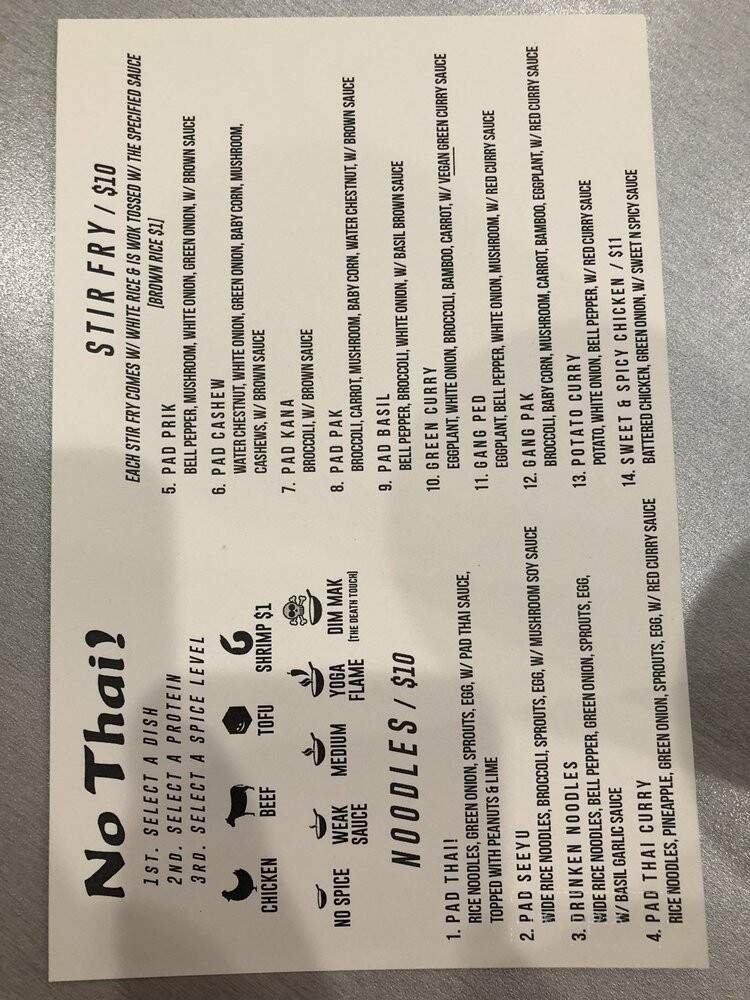 No Thai!
1ST. SELECT A DISH
2ND. SELECT A PROTEIN
3RD. SELECT A SPICE LEVEL
CHICKEN BEEF TOFU SHRIMP $1
NO SPICE WEAK SAUCE MEDIUM YOGA FLAME DIM MAK
(THE DEATH TOUCH)
NOODLES / $10
1. PAD THAI!
RICE NOODLES, GREEN ONION, SPROUTS, EGG, W/ PAD THAI SAUCE,
TOPPED WITH PEANUTS & LIME
2. PAD SEEYU
WIDE RICE NOODLES, BROCCOLI, SPROUTS, EGG, W/ MUSHROOM SOY SAUCE
3. DRUNKEN NOODLES
WIDE RICE NOODLES, BELL PEPPER, GREEN ONION, SPROUTS, EGG,
W/ BASIL GARLIC SAUCE
4. PAD THAI CURRY
RICE NOODLES, PINEAPPLE, GREEN ONION, SPROUTS, EGG, W/ RED CURRY SAUCE
STIR FRY / $10
EACH STIR FRY COMES W/ WHITE RICE & IS WOK TOSSED W/ THE SPECIFIED SAUCE
[BROWN RICE $1]
5. PAD PRIK
BELL PEPPER, MUSHROOM, WHITE ONION, GREEN ONION, W/ BROWN SAUCE
6. PAD CASHEW
WATER CHESTNUT, WHITE ONION, GREEN ONION, BABY CORN, MUSHROOM,
CASHEWS, W/ BROWN SAUCE
7. PAD KANA
BROCCOLI, W/ BROWN SAUCE
8. PAD PAK
BROCCOLI, CARROT, MUSHROOM, BABY CORN, WATER CHESTNUT, W/ BROWN SAUCE
9. PAD BASIL
BELL PEPPER, BROCCOLI, WHITE ONION, W/ BASIL BROWN SAUCE
10. GREEN CURRY
EGGPLANT, WHITE ONION, BROCCOLI, BAMBOO, CARROT, W/ VEGAN GREEN CURRY SAUCE
11. GANG PED
EGGPLANT, BELL PEPPER, WHITE ONION, MUSHROOM, W/ RED CURRY SAUCE
12. GANG PAK
BROCCOLI, BABY CORN, MUSHROOM, CARROT, BAMBOO, EGGPLANT, W/ RED CURRY SAUCE
13. POTATO CURRY
POTATO, WHITE ONION, BELL PEPPER, W/ RED CURRY SAUCE
14. SWEET & SPICY CHICKEN / $11
BATTERED CHICKEN, GREEN ONION, W/ SWEET N SPICY SAUCE